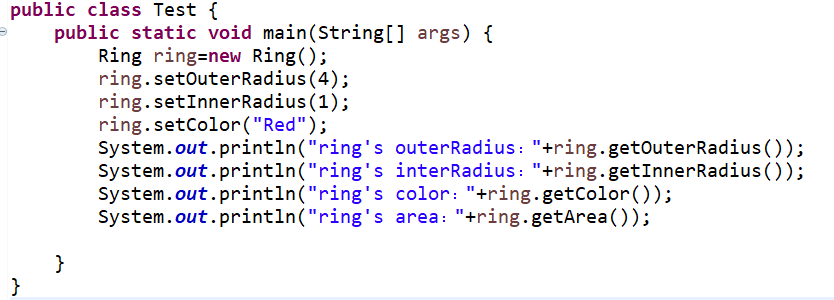 public class Test {
public static void main(String[] args) {
Ring ring=new Ring();
ring.setOuterRadius(4);
ring.setInnerRadius(1);
ring.setColor("Red");
System.out.println("ring's outerRadius："+ring.getOuterRadius());
System.out.println("ring's interRadius："+ring.getInnerRadius());
System.out.println("ring's color："+ring.getColor());
System.out.println("ring's area："+ring.getArea());
}
}